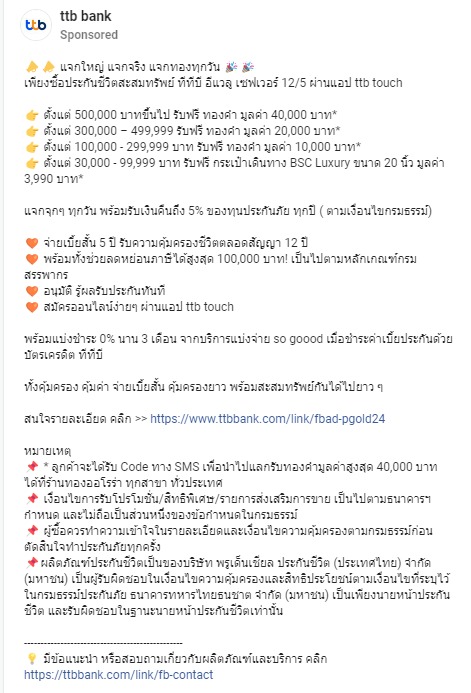 ttb
ttb bank
Sponsored
📣 📣 แจกใหญ่ แจกจริง แจกทองทุกวัน 🎉 🎉
เพียงซื้อประกันชีวิตสะสมทรัพย์ ทีทีบี อีแวลู เซฟเวอร์ 12/5 ผ่านแอป ttb touch
👉 ตั้งแต่ 500,000 บาทขึ้นไป รับฟรี ทองคำ มูลค่า 40,000 บาท*
👉 ตั้งแต่ 300,000 – 499,999 รับฟรี ทองคำ มูลค่า 20,000 บาท*
👉 ตั้งแต่ 100,000 - 299,999 บาท รับฟรี ทองคำ มูลค่า 10,000 บาท*
👉 ตั้งแต่ 30,000 - 99,999 บาท รับฟรี กระเป๋าเดินทาง BSC Luxury ขนาด 20 นิ้ว มูลค่า
3,990 บาท*
แจกจุกๆ ทุกวัน พร้อมรับเงินคืนถึง 5% ของทุนประกันภัย ทุกปี ( ตามเงื่อนไขกรมธรรม์)
🧡 จ่ายเบี้ยสั้น 5 ปี รับความคุ้มครองชีวิตตลอดสัญญา 12 ปี
🧡 พร้อมทั้งช่วยลดหย่อนภาษีได้สูงสุด 100,000 บาท! เป็นไปตามหลักเกณฑ์กรม
สรรพากร
🧡 อนุมัติ รู้ผลรับประกันทันที
🧡 สมัครออนไลน์ง่ายๆ ผ่านแอป ttb touch
พร้อมแบ่งชำระ 0% นาน 3 เดือน จากบริการแบ่งจ่าย so goood เมื่อชำระค่าเบี้ยประกันด้วย
บัตรเครดิต ทีทีบี
ทั้งคุ้มครอง คุ้มค่า จ่ายเบี้ยสั้น คุ้มครองยาว พร้อมสะสมทรัพย์กันได้ไปยาว ๆ
สนใจรายละเอียด คลิก >> https://www.ttbbank.com/link/fbad-pgold24
หมายเหตุ
📌 * ลูกค้าจะได้รับ Code ทาง SMS เพื่อนำไปแลกรับทองคำมูลค่าสูงสุด 40,000 บาท
ได้ที่ร้านทองออโรร่า ทุกสาขา ทั่วประเทศ
📌 เงื่อนไขการรับโปรโมชั่น/สิทธิพิเศษ/รายการส่งเสริมการขาย เป็นไปตามธนาคารฯ
กำหนด และไม่ถือเป็นส่วนหนึ่งของข้อกำหนดในกรมธรรม์
📌 ผู้ซื้อควรทำความเข้าใจในรายละเอียดและเงื่อนไขความคุ้มครองตามกรมธรรม์ก่อน
ตัดสินใจทำประกันภัยทุกครั้ง
📌ผลิตภัณฑ์ประกันชีวิตเป็นของบริษัท พรูเด็นเชียล ประกันชีวิต (ประเทศไทย) จำกัด
(มหาชน) เป็นผู้รับผิดชอบในเงื่อนไขความคุ้มครองและสิทธิประโยชน์ตามเงื่อนไขที่ระบุไว้
ในกรมธรรม์ประกันภัย ธนาคารทหารไทยธนชาต จำกัด (มหาชน) เป็นเพียงนายหน้าประกัน
ชีวิต และรับผิดชอบในฐานะนายหน้าประกันชีวิตเท่านั้น
-----------------------------------------------
💡 มีข้อแนะนำ หรือสอบถามเกี่ยวกับผลิตภัณฑ์และบริการ คลิก
https://ttbbank.com/link/fb-contact